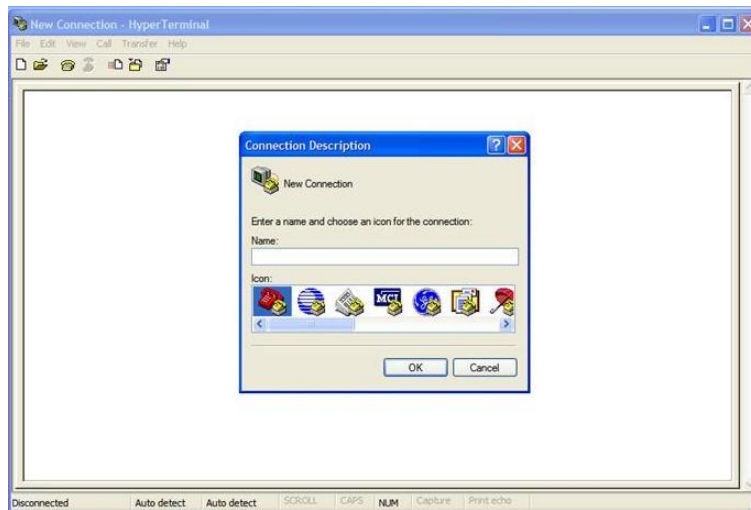 New Connection - HyperTerminal
File Edit View Call Transfer Help
Connection Description
New Connection
Enter a name and choose an icon for the connection:
Name:
Icon:
MCI
OK Cancel
Disconnected Auto detect Auto detect SCROLL CAPS NUM Capture Print echo